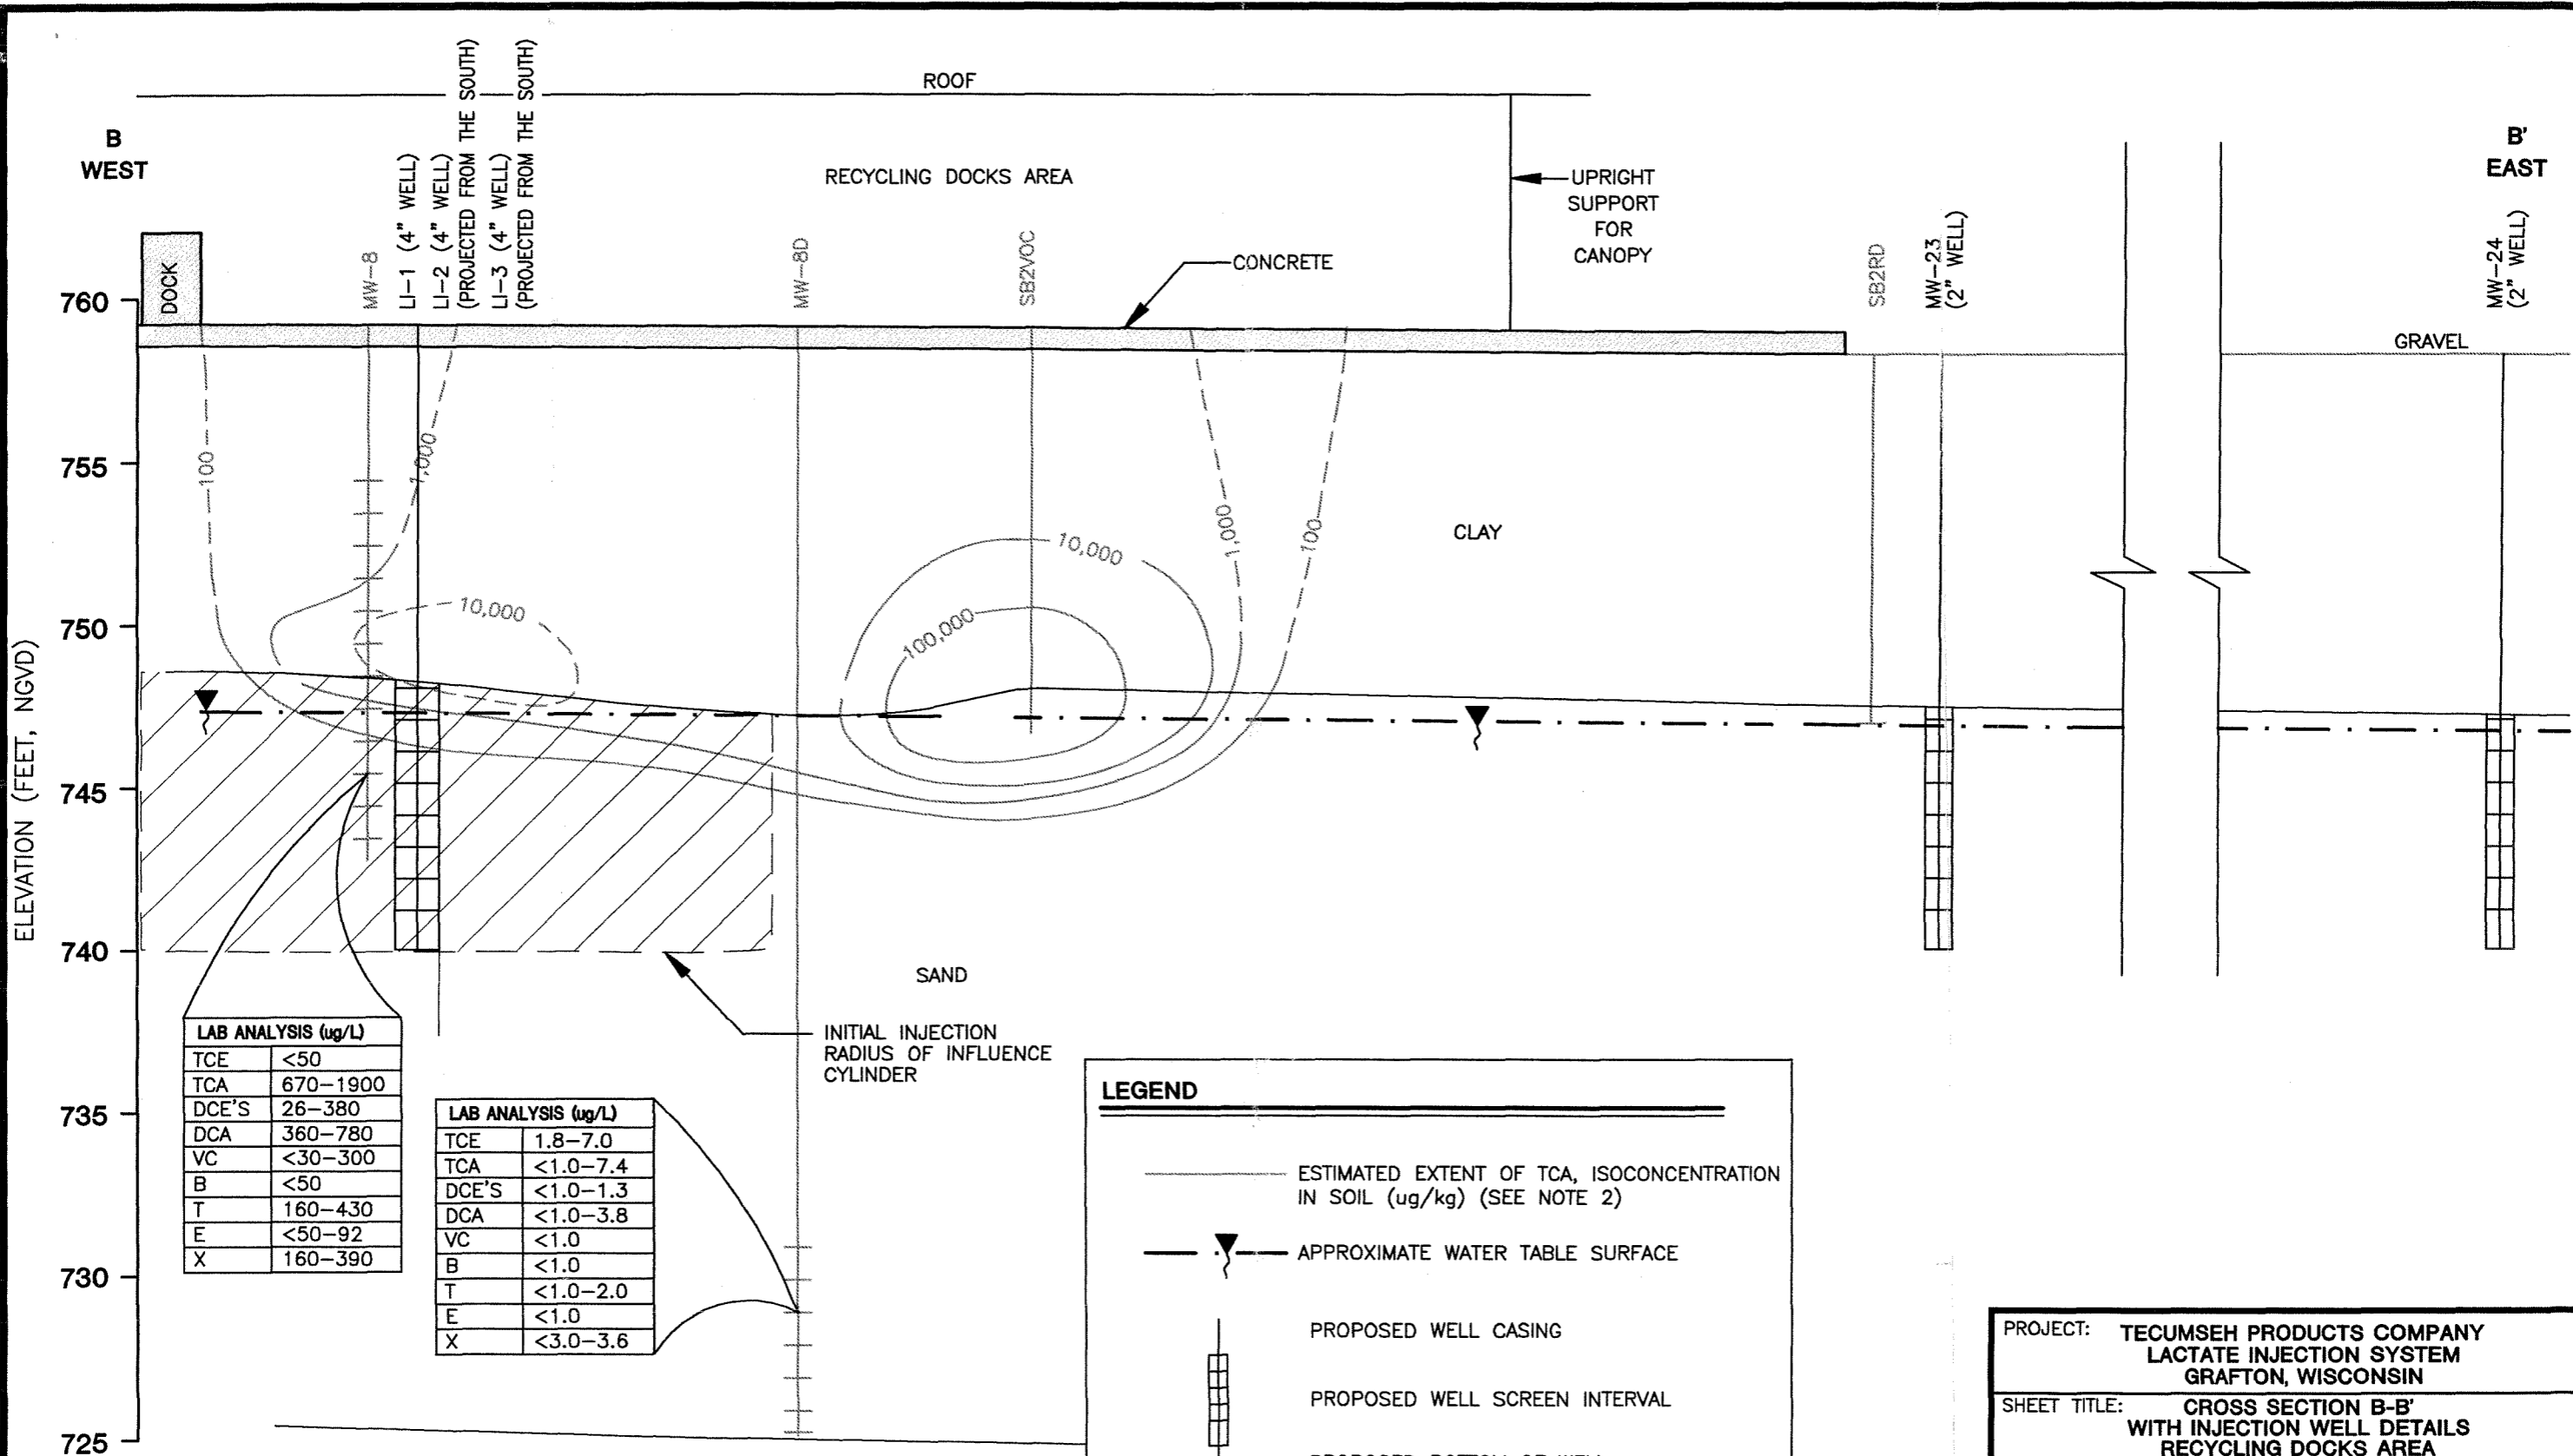 ROOF
B
WEST
B'
EAST
RECYCLING DOCKS AREA
UPRIGHT
SUPPORT
FOR
CANOPY
CONCRETE
DOCK
MW-8
LI-1 (4" WELL)
LI-2 (4" WELL)
(PROJECTED FROM THE SOUTH)
LI-3 (4" WELL)
(PROJECTED FROM THE SOUTH)
MW-8D
SB2VOC
SB2RD
MW-23
(2" WELL)
MW-24
(2" WELL)
GRAVEL
ELEVATION (FEET, NGVD)
760
755
750
745
740
735
730
725
100
1,000
10,000
10,000
100,000
1,000
100
CLAY
SAND
INITIAL INJECTION
RADIUS OF INFLUENCE
CYLINDER
LAB ANALYSIS (ug/L)
TCE <50
TCA 670-1900
DCE'S 26-380
DCA 360-780
VC <30-300
B <50
T 160-430
E <50-92
X 160-390
LAB ANALYSIS (ug/L)
TCE 1.8-7.0
TCA <1.0-7.4
DCE'S <1.0-1.3
DCA <1.0-3.8
VC <1.0
B <1.0
T <1.0-2.0
E <1.0
X <3.0-3.6
LEGEND
ESTIMATED EXTENT OF TCA, ISOCONCENTRATION
IN SOIL (ug/kg) (SEE NOTE 2)
APPROXIMATE WATER TABLE SURFACE
PROPOSED WELL CASING
PROPOSED WELL SCREEN INTERVAL
PROJECT: TECUMSEH PRODUCTS COMPANY
LACTATE INJECTION SYSTEM
GRAFTON, WISCONSIN
SHEET TITLE: CROSS SECTION B-B'
WITH INJECTION WELL DETAILS
RECYCLING DOCKS AREA